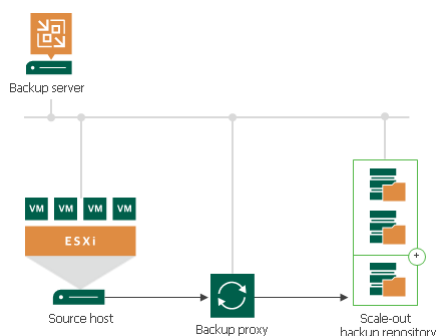 Backup server
VM VM VM VM
ESXi
Source host
Backup proxy
Scale-out
backup repository